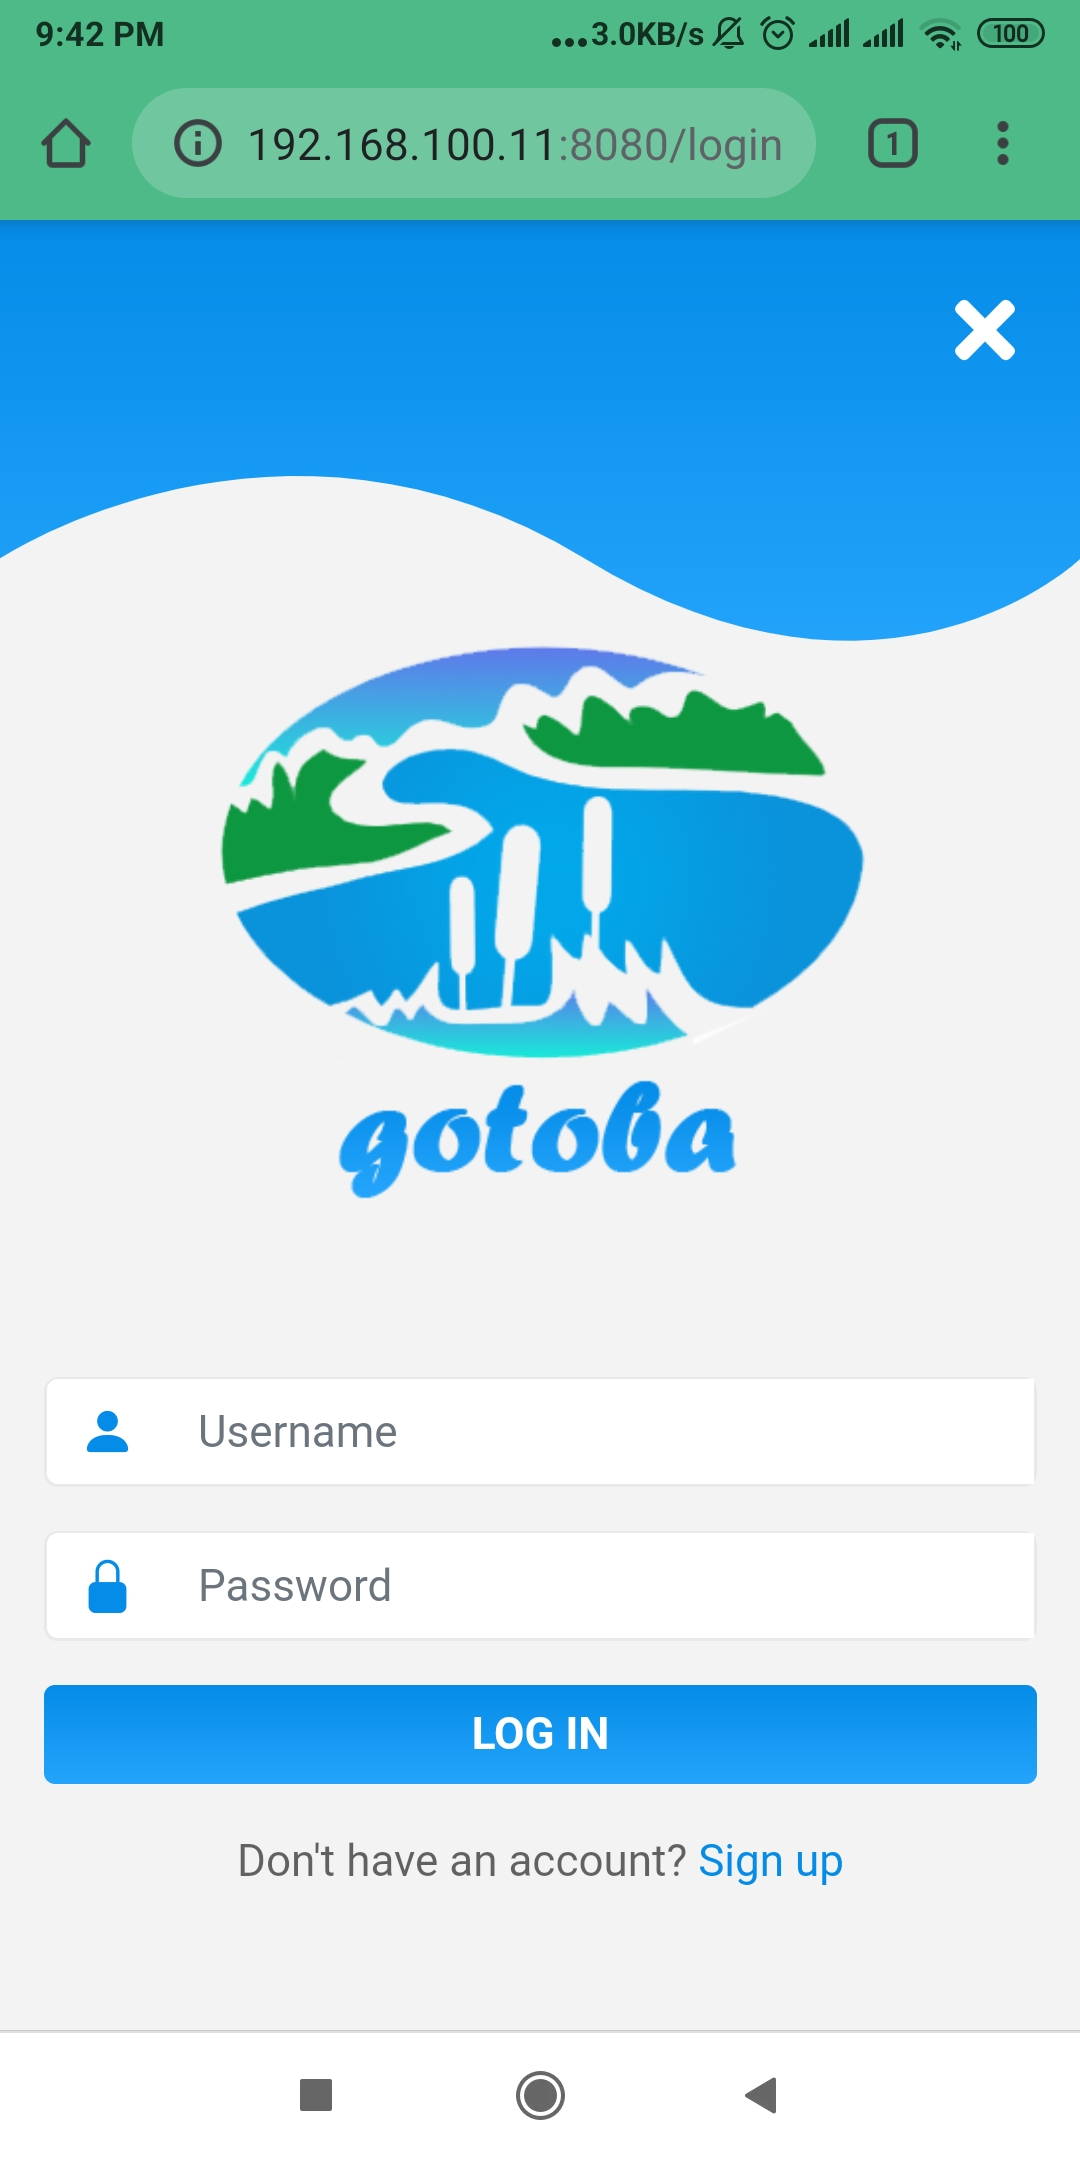 9:42 PM ...3.0KB/s 100
192.168.100.11:8080/login 1
gotoba
Username
Password
LOG IN
Don't have an account? Sign up